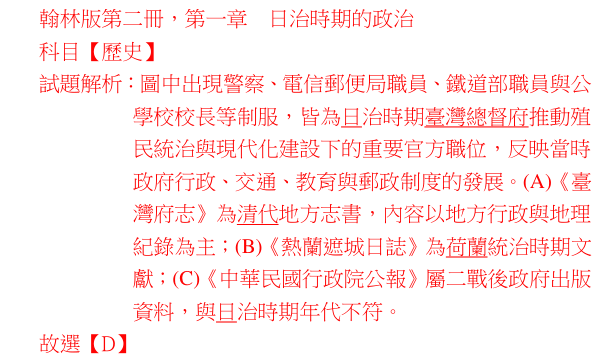 翰林版第二冊，第一章　日治時期的政治
科目【歷史】
試題解析：圖中出現警察、電信郵便局職員、鐵道部職員與公
學校校長等制服，皆為日治時期臺灣總督府推動殖
民統治與現代化建設下的重要官方職位，反映當時
政府行政、交通、教育與郵政制度的發展。(A)《臺
灣府志》為清代地方志書，內容以地方行政與地理
紀錄為主；(B)《熱蘭遮城日誌》為荷蘭統治時期文
獻；(C)《中華民國行政院公報》屬二戰後政府出版
資料，與日治時期年代不符。
故選【D】